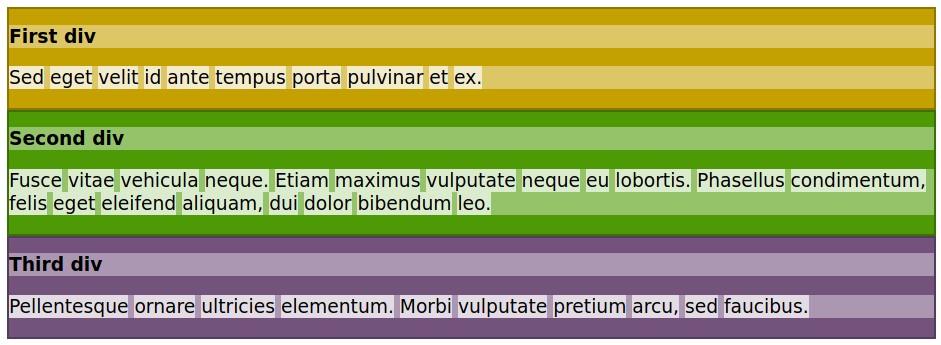 First div
Sed eget velit id ante tempus porta pulvinar et ex.
Second div
Fusce vitae vehicula neque. Etiam maximus vulputate neque eu lobortis. Phasellus condimentum,
felis eget eleifend aliquam, dui dolor bibendum leo.
Third div
Pellentesque ornare ultricies elementum. Morbi vulputate pretium arcu, sed faucibus.